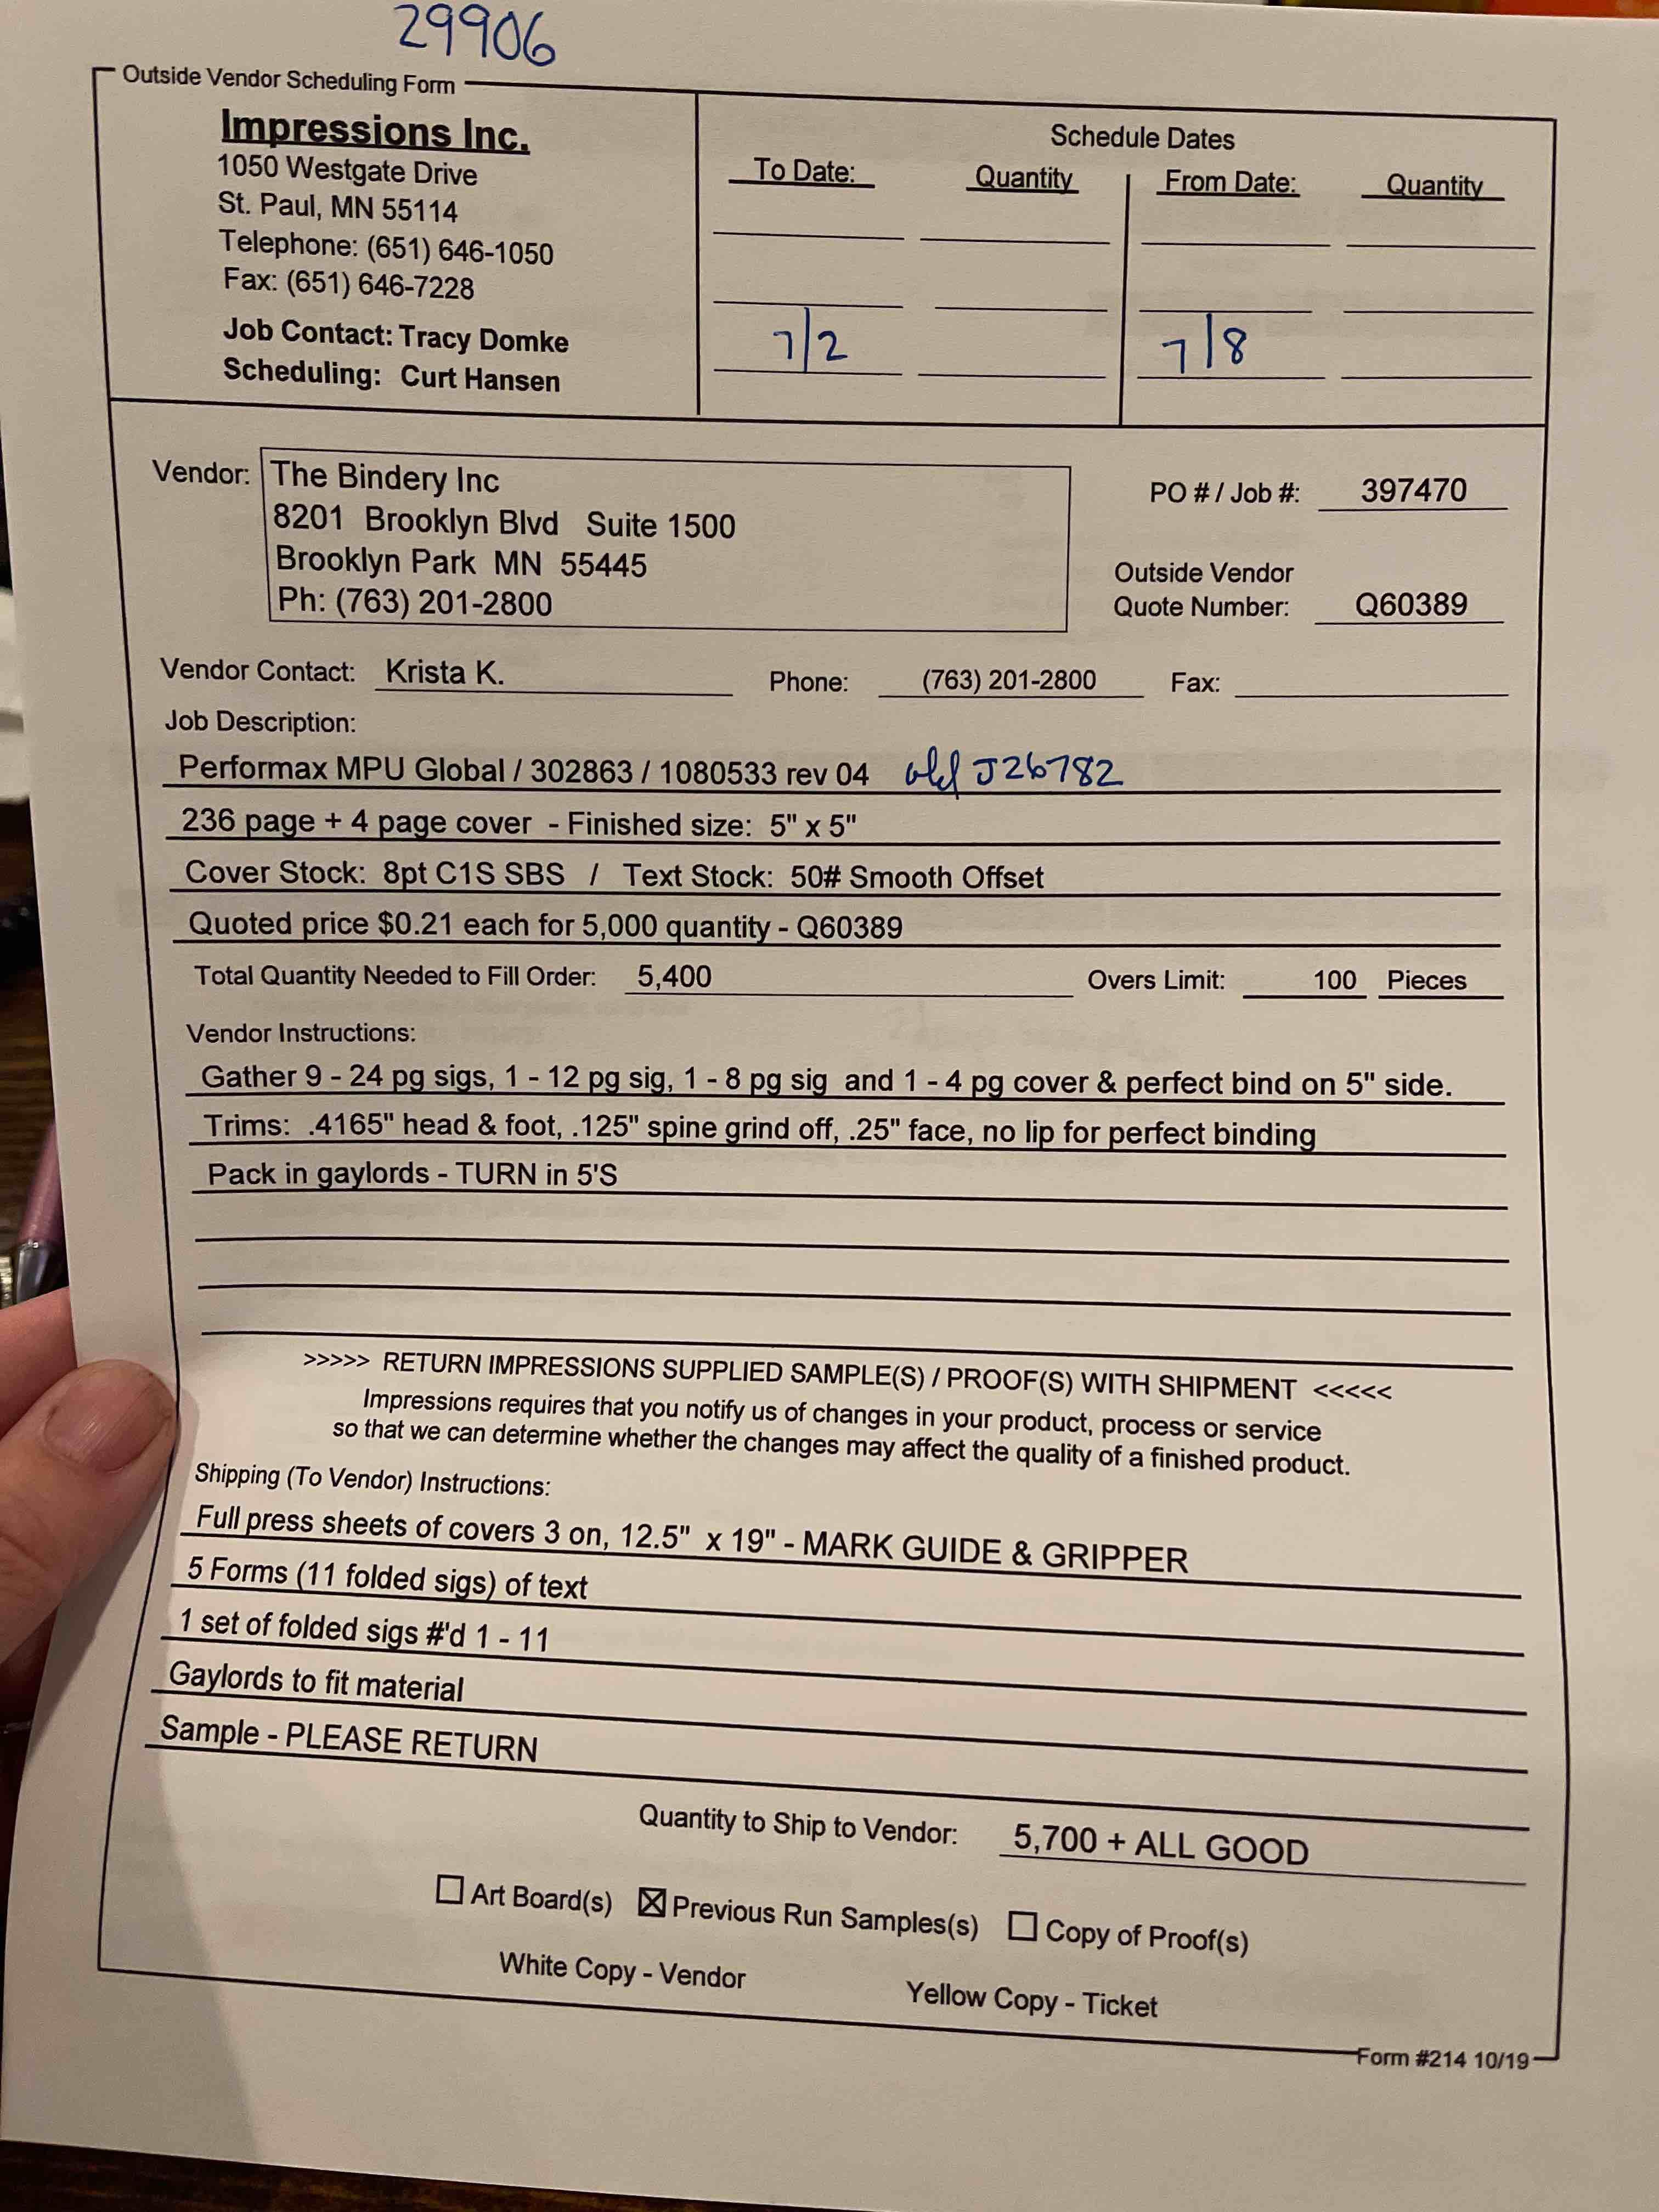 29906
Outside Vendor Scheduling Form
Impressions Inc.
1050 Westgate Drive
St. Paul, MN 55114
Telephone: (651) 646-1050
Fax: (651) 646-7228
Job Contact: Tracy Domke
Scheduling: Curt Hansen
Schedule Dates
To Date: Quantity From Date: Quantity
7/2 7/8
Vendor: The Bindery Inc
8201 Brooklyn Blvd Suite 1500
Brooklyn Park MN 55445
Ph: (763) 201-2800
PO # / Job #: 397470
Outside Vendor
Quote Number: Q60389
Vendor Contact: Krista K. Phone: (763) 201-2800 Fax:
Job Description:
Performax MPU Global / 302863 / 1080533 rev 04 old J26782
236 page + 4 page cover - Finished size: 5" x 5"
Cover Stock: 8pt C1S SBS / Text Stock: 50# Smooth Offset
Quoted price $0.21 each for 5,000 quantity - Q60389
Total Quantity Needed to Fill Order: 5,400 Overs Limit: 100 Pieces
Vendor Instructions:
Gather 9 - 24 pg sigs, 1 - 12 pg sig, 1 - 8 pg sig and 1 - 4 pg cover & perfect bind on 5" side.
Trims: .4165" head & foot, .125" spine grind off, .25" face, no lip for perfect binding
Pack in gaylords - TURN in 5'S
>>>>> RETURN IMPRESSIONS SUPPLIED SAMPLE(S) / PROOF(S) WITH SHIPMENT <<<<<
Impressions requires that you notify us of changes in your product, process or service
so that we can determine whether the changes may affect the quality of a finished product.
Shipping (To Vendor) Instructions:
Full press sheets of covers 3 on, 12.5" x 19" - MARK GUIDE & GRIPPER
5 Forms (11 folded sigs) of text
1 set of folded sigs #'d 1 - 11
Gaylords to fit material
Sample - PLEASE RETURN
Quantity to Ship to Vendor: 5,700 + ALL GOOD
☐ Art Board(s) ☒ Previous Run Samples(s) ☐ Copy of Proof(s)
White Copy - Vendor Yellow Copy - Ticket
Form #214 10/19